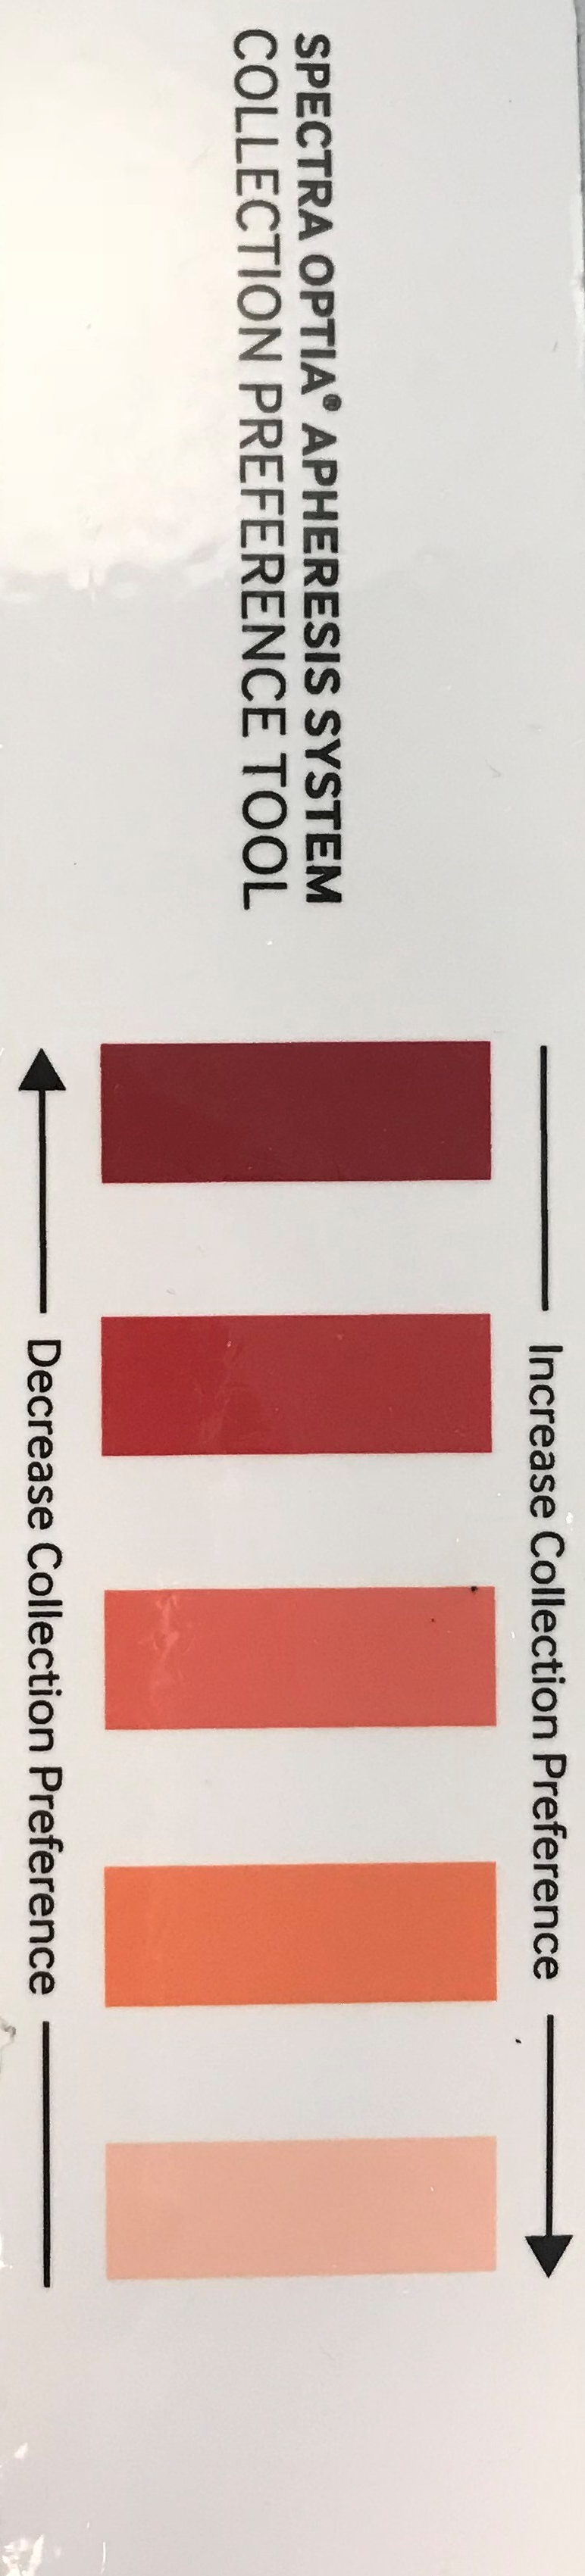 SPECTRA OPTIA® APHERESIS SYSTEM
COLLECTION PREFERENCE TOOL
Increase Collection Preference
Decrease Collection Preference